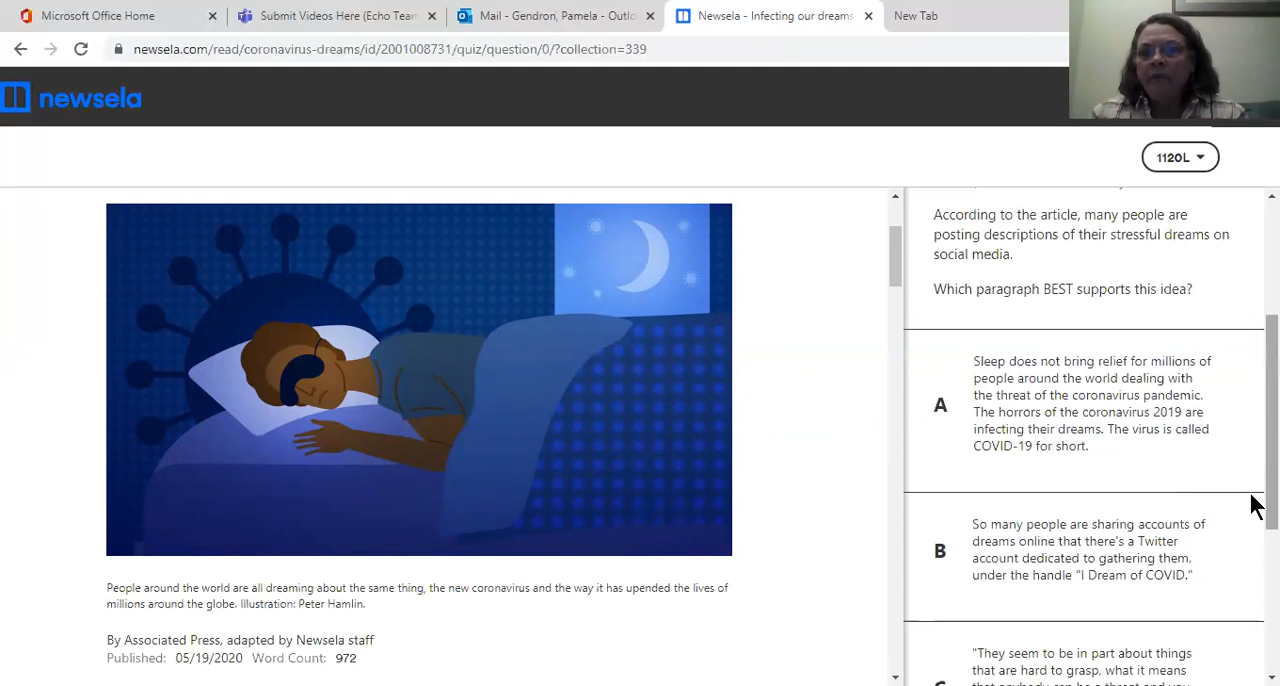 Microsoft Office Home
Submit Videos Here (Echo Team
Mail - Gendron, Pamela - Outlo
Newsela - Infecting our dreams
New Tab
newsela.com/read/coronavirus-dreams/id/2001008731/quiz/question/0/?collection=339
newsela
1120L
According to the article, many people are
posting descriptions of their stressful dreams on
social media.
Which paragraph BEST supports this idea?
A
Sleep does not bring relief for millions of
people around the world dealing with
the threat of the coronavirus pandemic.
The horrors of the coronavirus 2019 are
infecting their dreams. The virus is called
COVID-19 for short.
B
So many people are sharing accounts of
dreams online that there's a Twitter
account dedicated to gathering them,
under the handle "I Dream of COVID."
"They seem to be in part about things
that are hard to grasp, what it means
People around the world are all dreaming about the same thing, the new coronavirus and the way it has upended the lives of
millions around the globe. Illustration: Peter Hamlin.
By Associated Press, adapted by Newsela staff
Published: 05/19/2020 Word Count: 972